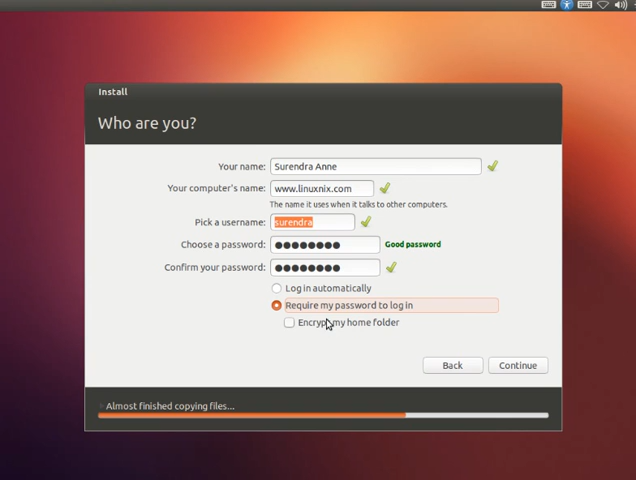 Install
Who are you?
Your name: Surendra Anne
Your computer's name: www.linuxnix.com
The name it uses when it talks to other computers.
Pick a username: surendra
Choose a password: ●●●●●●●● Good password
Confirm your password: ●●●●●●●●
Log in automatically
Require my password to log in
Encrypt my home folder
Back Continue
Almost finished copying files...